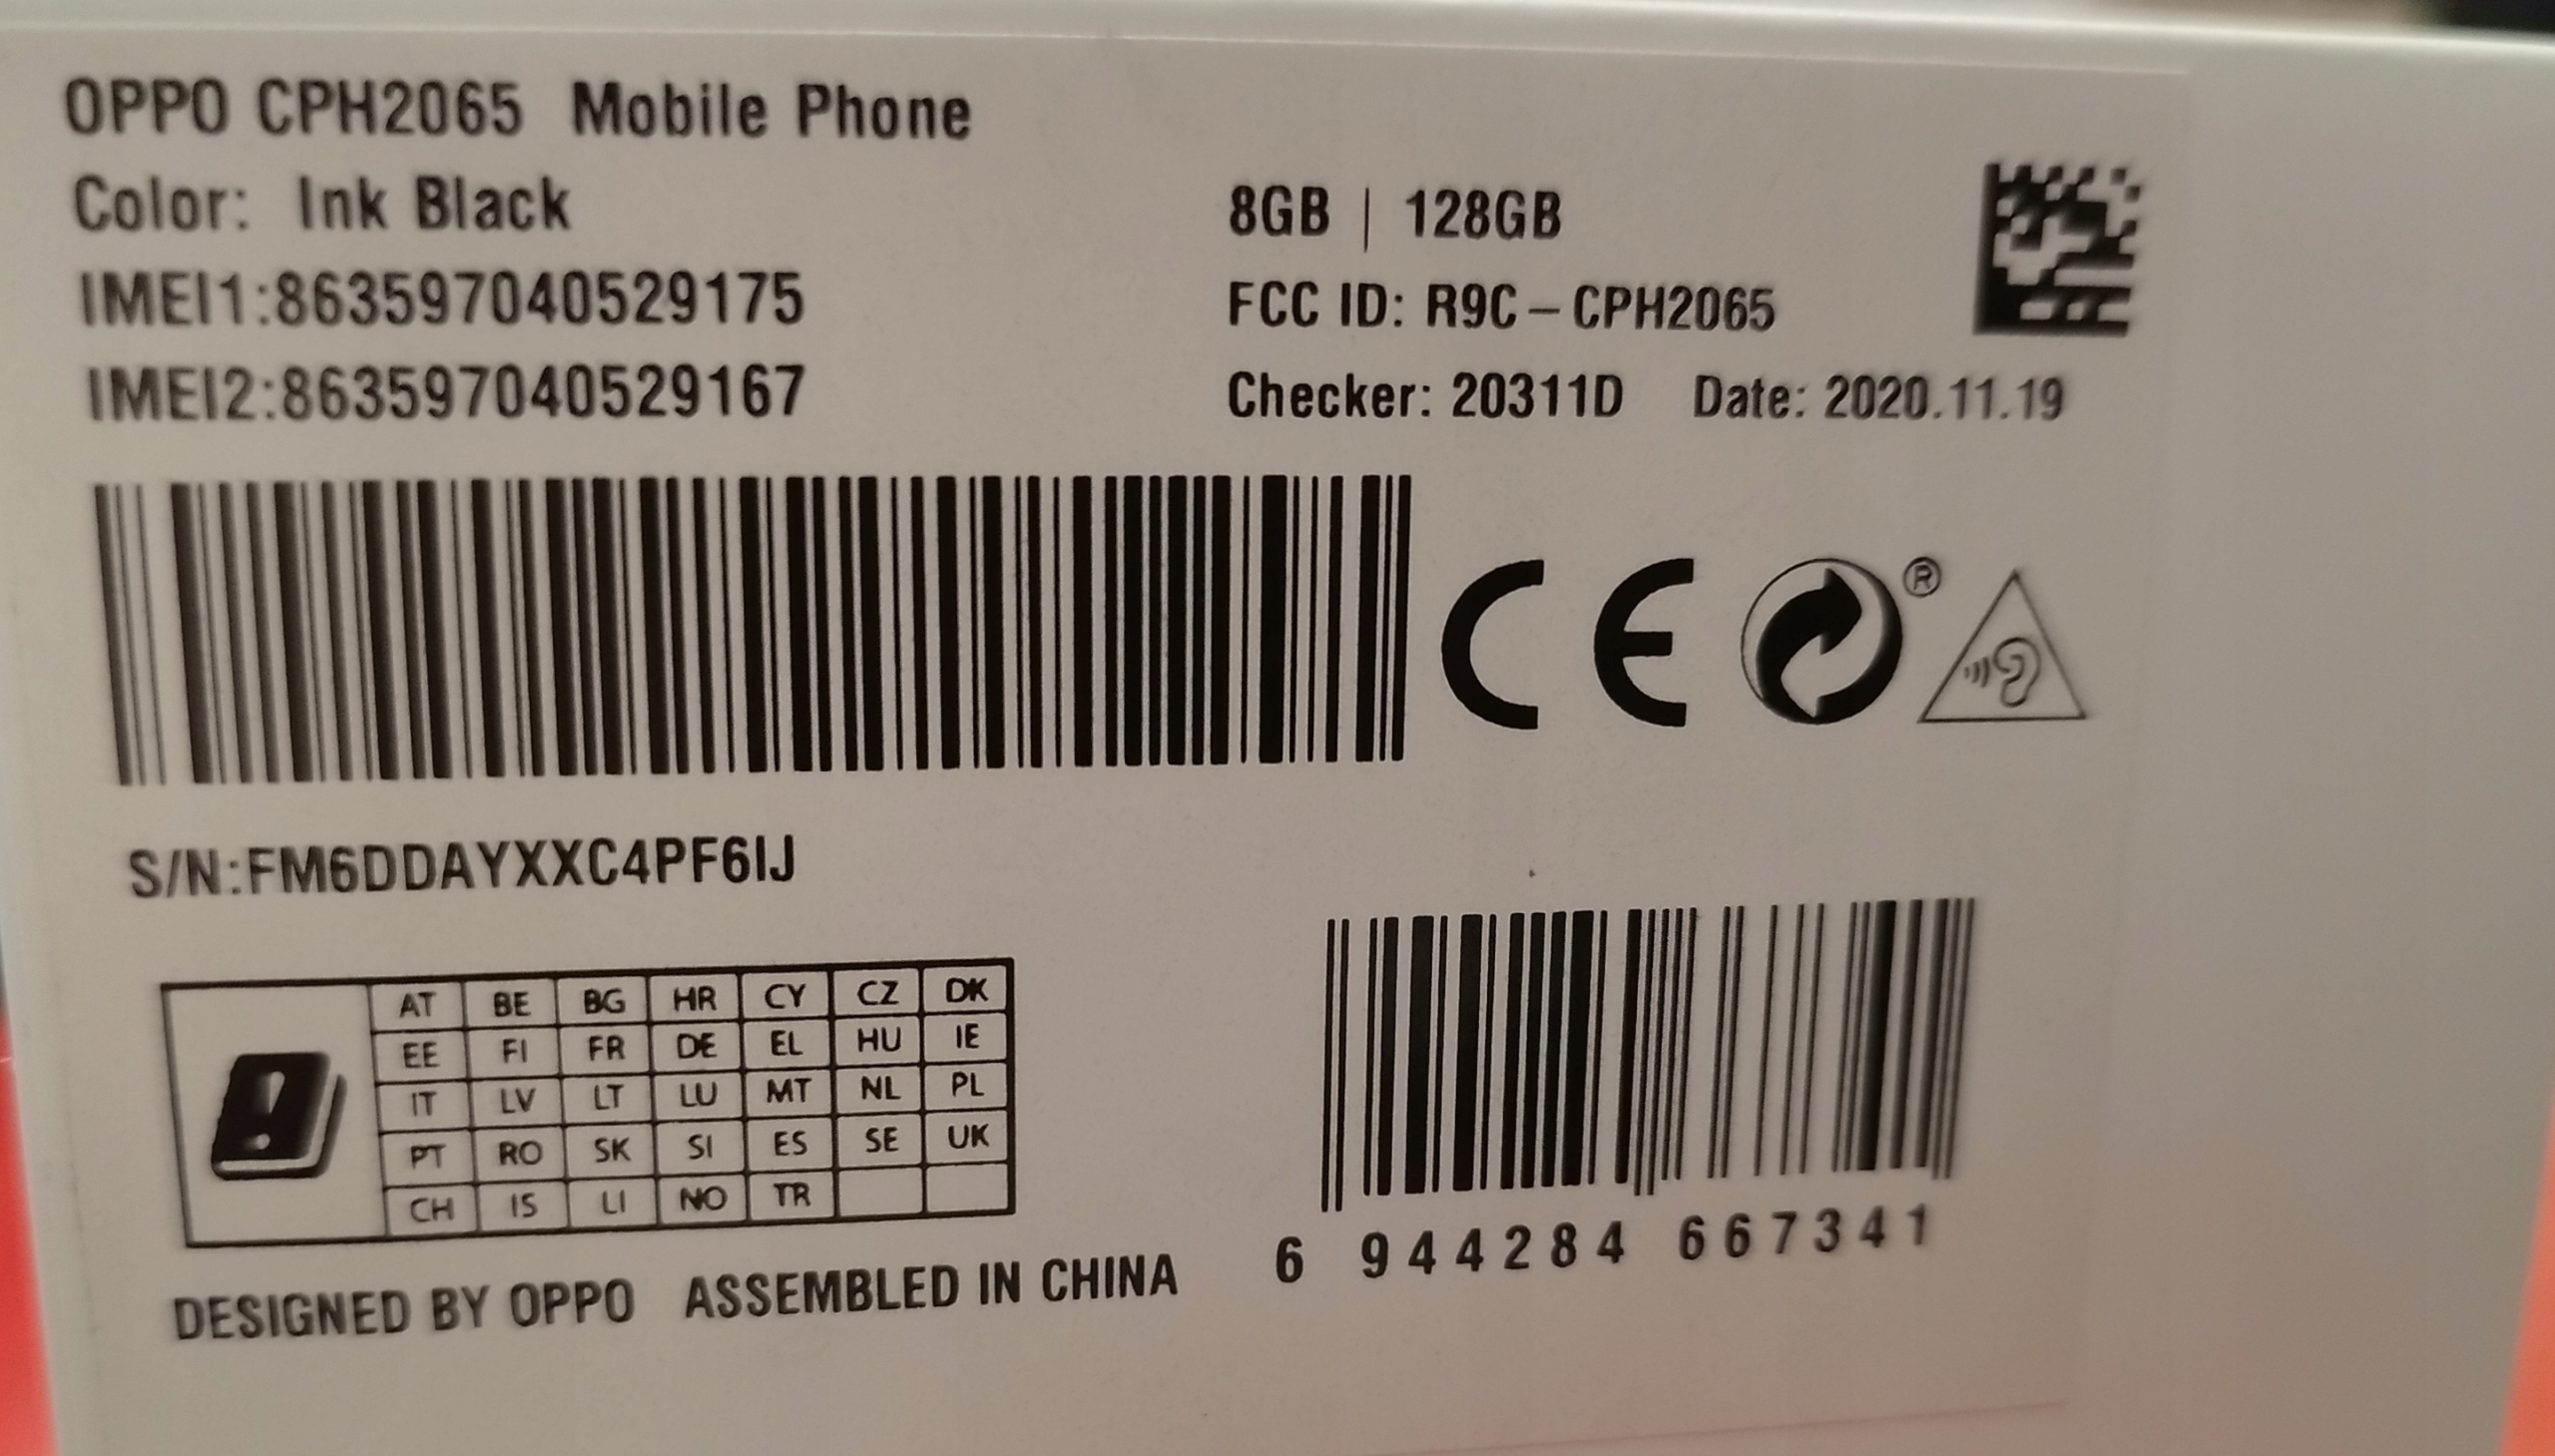 OPPO CPH2065 Mobile Phone
Color: Ink Black
8GB | 128GB
IMEI1:863597040529175
FCC ID: R9C – CPH2065
IMEI2:863597040529167
Checker: 20311D Date: 2020.11.19
CE ®
S/N:FM6DDAYXXC4PF6IJ
AT BE BG HR CY CZ DK
EE FI FR DE EL HU IE
IT LV LT LU MT NL PL
PT RO SK SI ES SE UK
CH IS LI NO TR
6 944284 667341
DESIGNED BY OPPO ASSEMBLED IN CHINA